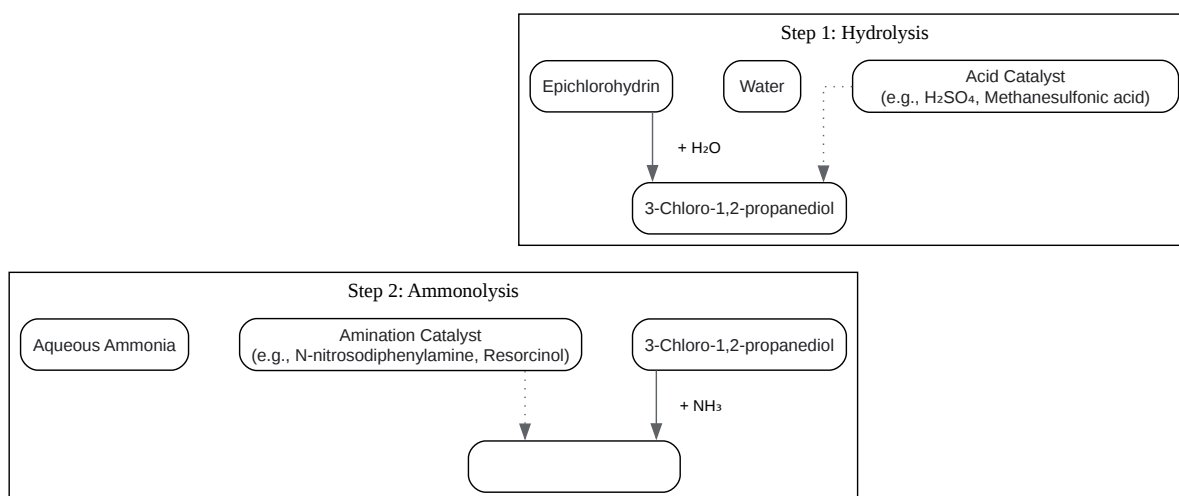 Step 1: Hydrolysis
Epichlorohydrin
Water
Acid Catalyst
(e.g., H₂SO₄, Methanesulfonic acid)
+ H₂O
3-Chloro-1,2-propanediol
Step 2: Ammonolysis
Aqueous Ammonia
Amination Catalyst
(e.g., N-nitrosodiphenylamine, Resorcinol)
3-Chloro-1,2-propanediol
+ NH₃